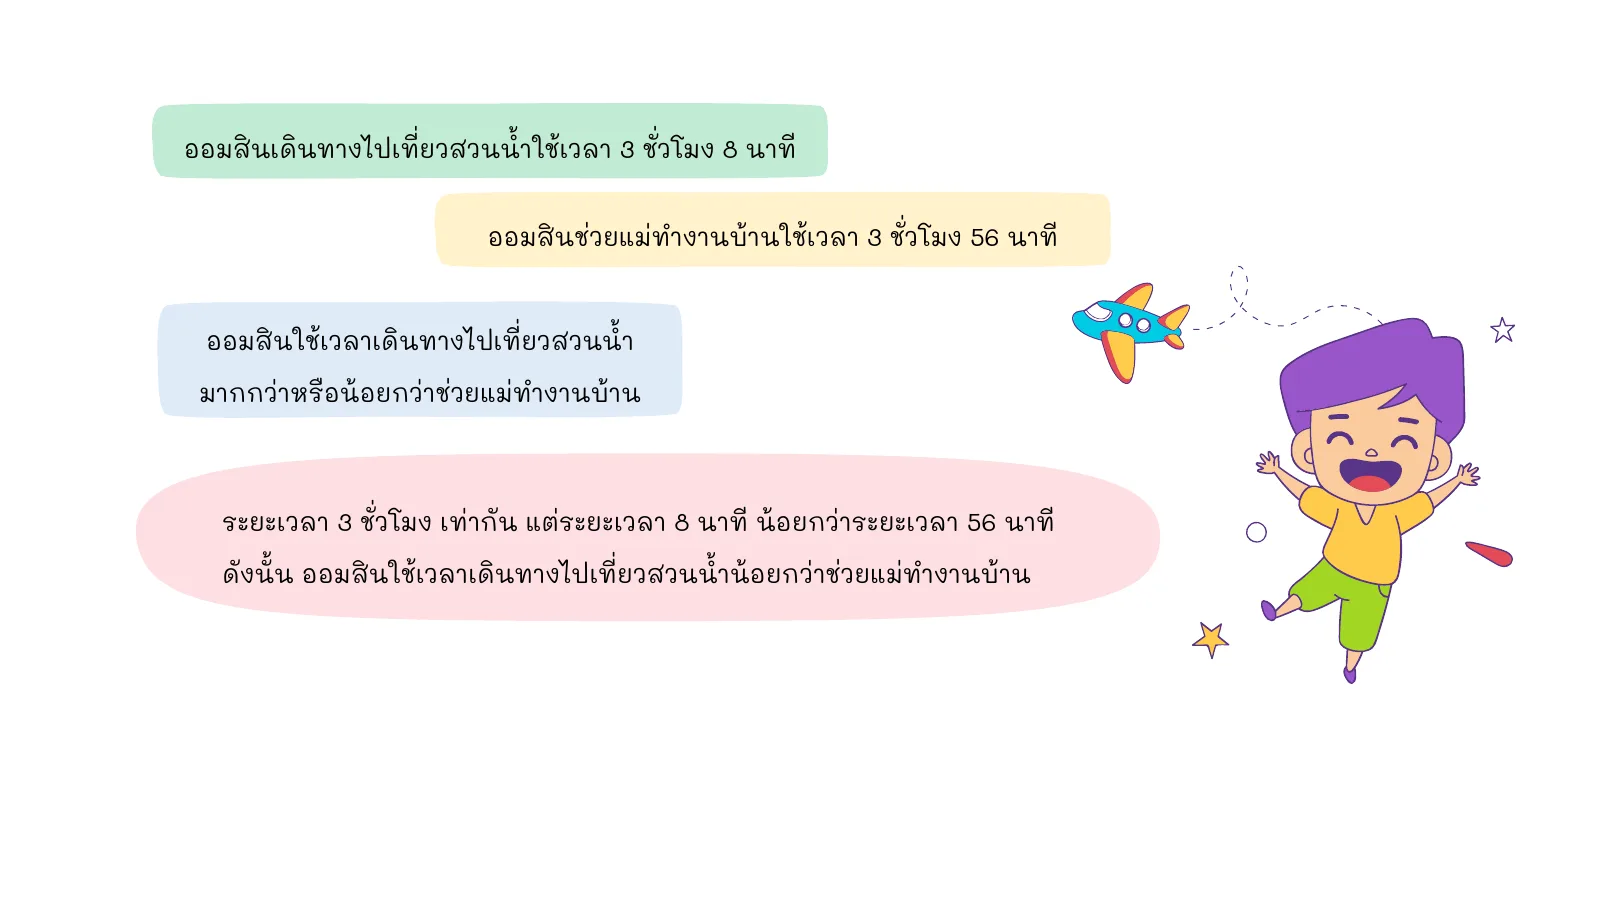 ออมสินเดินทางไปเที่ยวสวนน้ำใช้เวลา 3 ชั่วโมง 8 นาที
ออมสินช่วยแม่ทำงานบ้านใช้เวลา 3 ชั่วโมง 56 นาที
ออมสินใช้เวลาเดินทางไปเที่ยวสวนน้ำ
มากกว่าหรือน้อยกว่าช่วยแม่ทำงานบ้าน
ระยะเวลา 3 ชั่วโมง เท่ากัน แต่ระยะเวลา 8 นาที น้อยกว่าระยะเวลา 56 นาที
ดังนั้น ออมสินใช้เวลาเดินทางไปเที่ยวสวนน้ำน้อยกว่าช่วยแม่ทำงานบ้าน